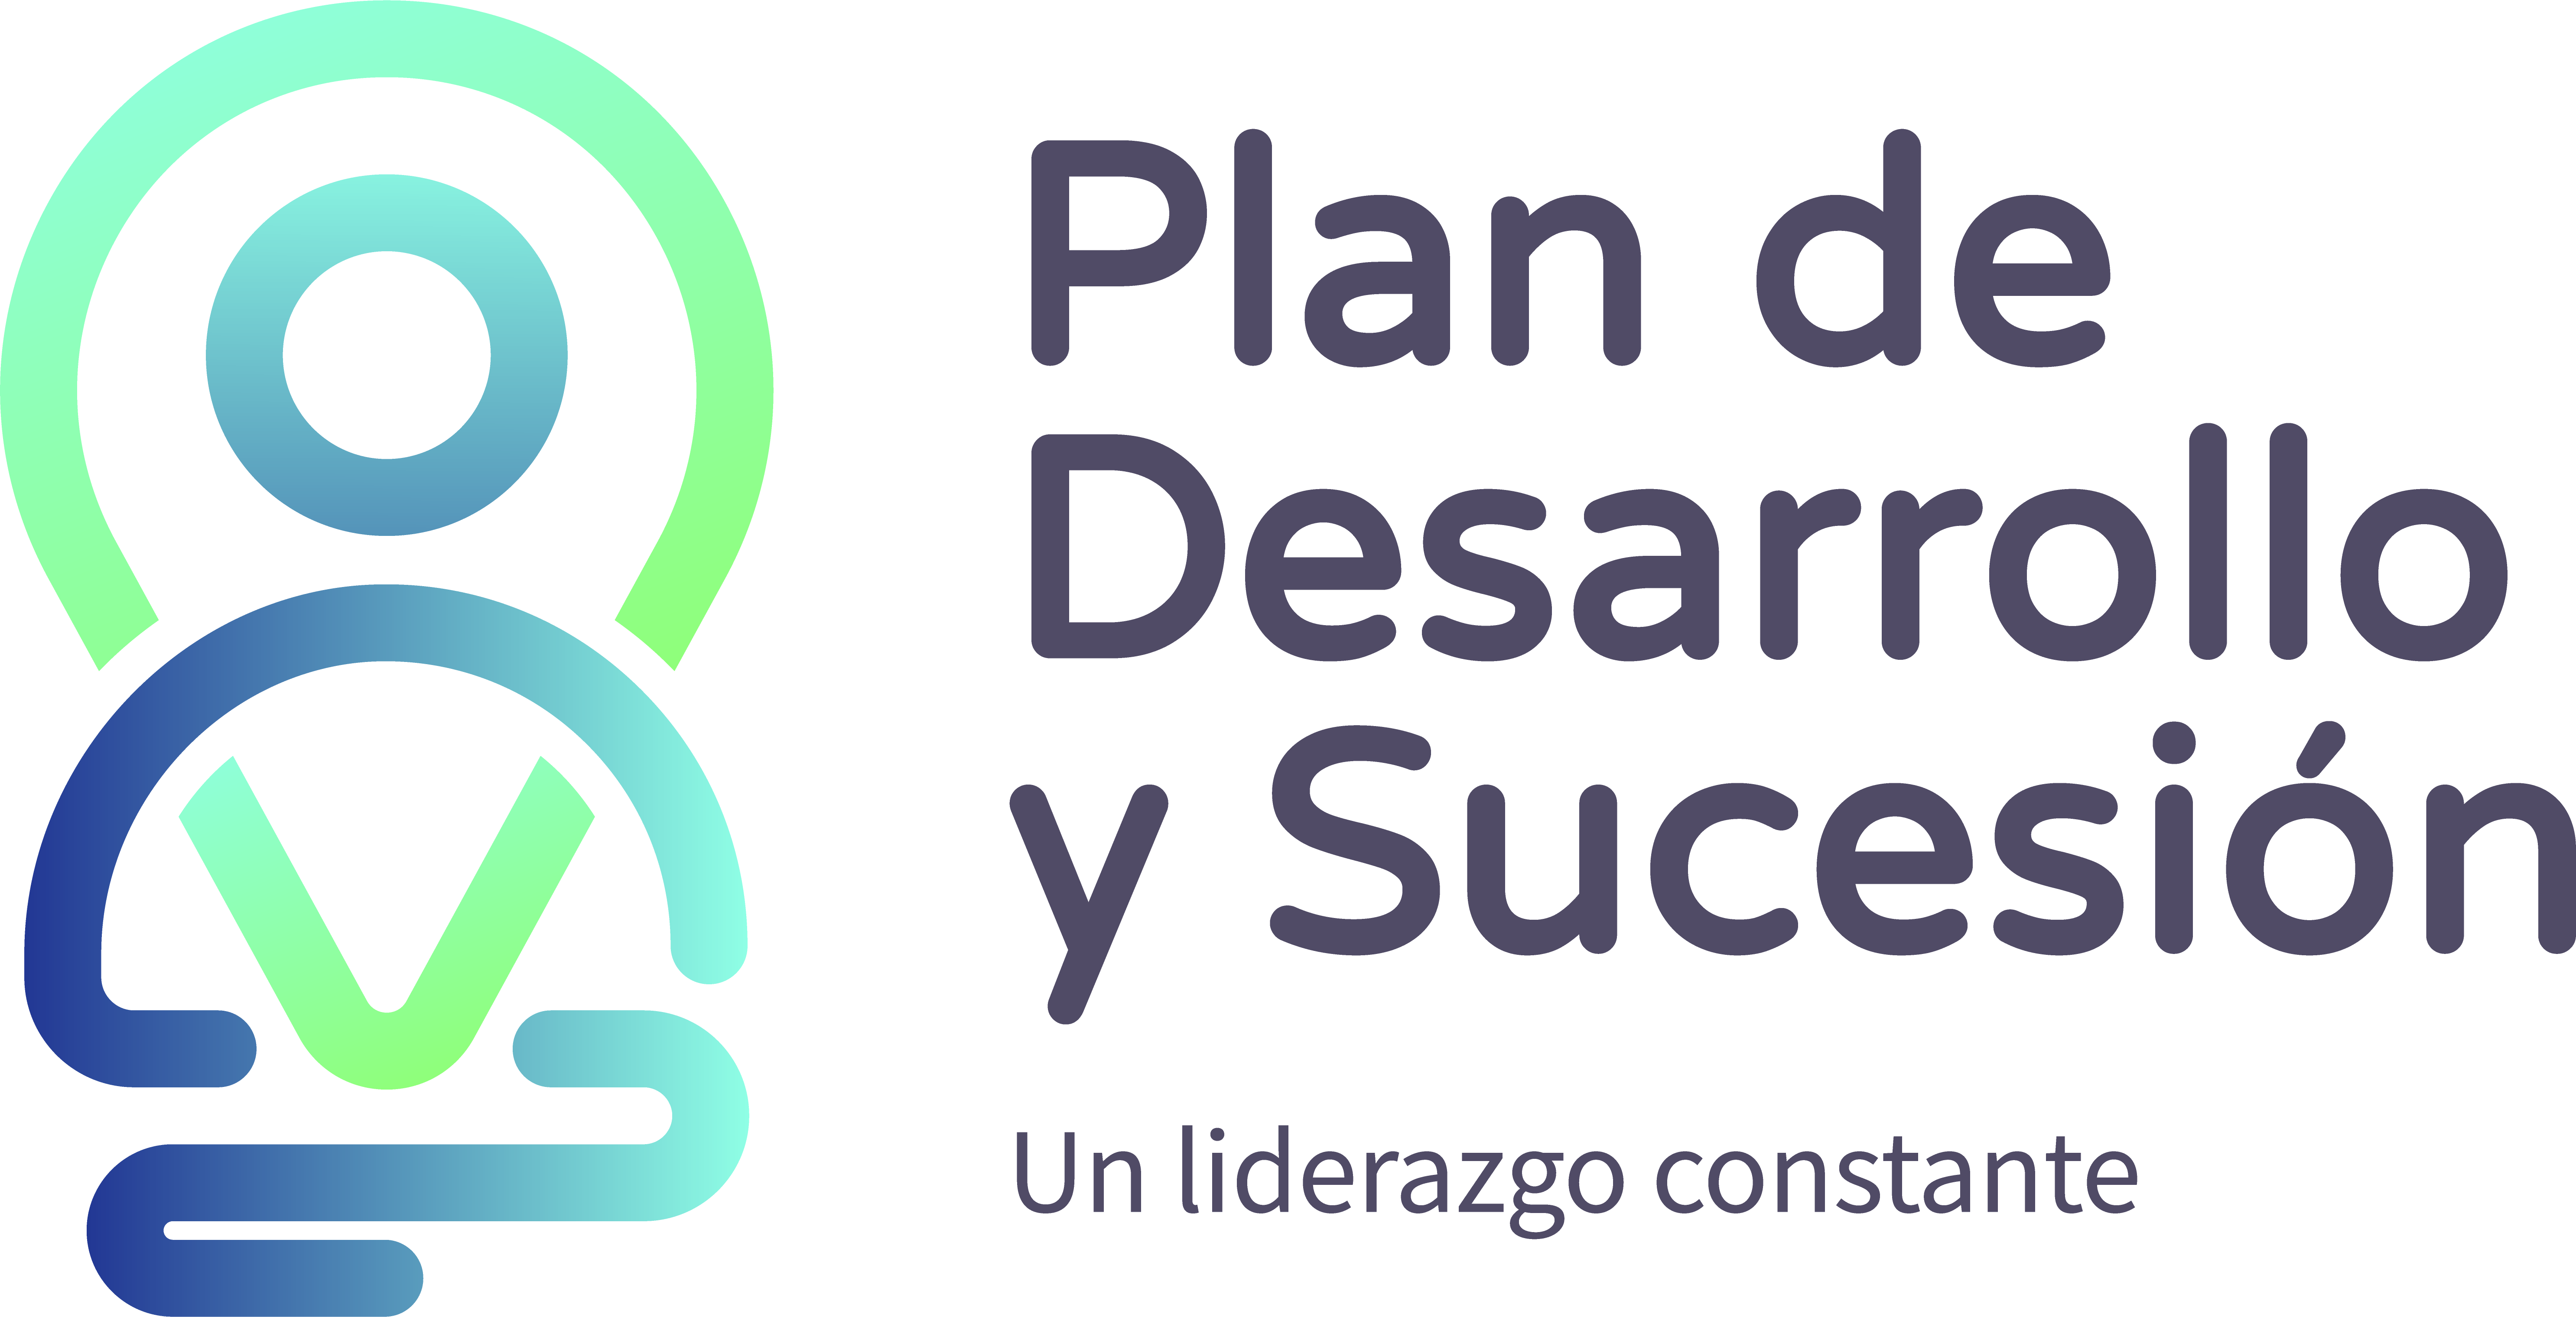 Plan de
Desarrollo
y Sucesión
Un liderazgo constante